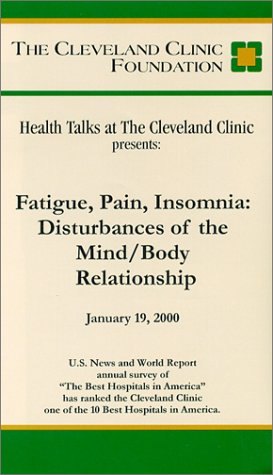 THE CLEVELAND CLINIC
FOUNDATION
Health Talks at The Cleveland Clinic
presents:
Fatigue, Pain, Insomnia:
Disturbances of the
Mind/Body
Relationship
January 19, 2000
U.S. News and World Report
annual survey of
"The Best Hospitals in America"
has ranked the Cleveland Clinic
one of the 10 Best Hospitals in America.